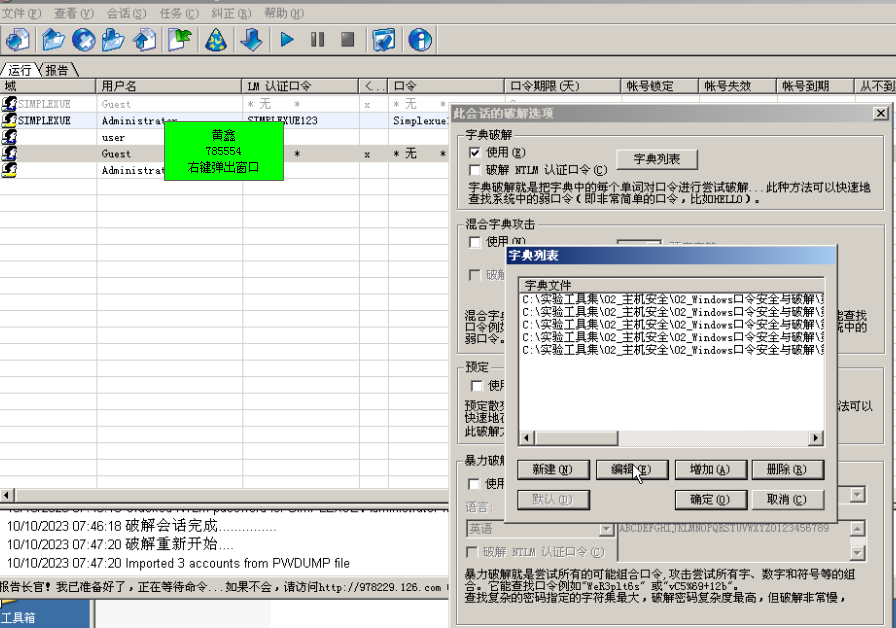 文件(F) 查看(V) 会话(S) 任务(C) 纠正(R) 帮助(H)
运行 报告
域 用户名 LM 认证口令 <... 口令 口令期限(天) 帐号锁定 帐号失效 帐号到期 从不到
SIMPLEXUE Guest * 无 * x * 无 *
SIMPLEXUE Administrator SIMPLEXUE123 Simplexue
user
Guest * x * 无 *
Administrat
黄鑫
785554
右键弹出窗口
此会话的破解选项
字典破解
使用(E)
破解 NTLM 认证口令(C)
字典列表
字典破解就是把字典中的每个单词对口令进行尝试破解...此种方法可以快速地
查找系统中的弱口令(即非常简单的口令，比如HELLO)。
混合字典攻击
使用(N)
破解
混合字
口令例如
弱口令。
能查找
统中的
字典列表
字典文件
C:\实验工具集\02_主机安全\02_Windows口令安全与破解\
C:\实验工具集\02_主机安全\02_Windows口令安全与破解\
C:\实验工具集\02_主机安全\02_Windows口令安全与破解\
C:\实验工具集\02_主机安全\02_Windows口令安全与破解\
C:\实验工具集\02_主机安全\02_Windows口令安全与破解\
新建(N) 编辑(E) 增加(A) 删除(R)
默认(D) 确定(O) 取消(C)
预定
使用
预定散
快速地
此破解
法可以
暴力破解
使用
语言:
英语
ABCDEFGHIJKLMNOPQRSTUVWXYZ0123456789
破解 NTLM 认证口令(C)
暴力破解就是尝试所有的可能组合口令,攻击尝试所有字、数字和符号等的组
合。它能查找口令例如"WeR3plt6s" 或"vC5%69+12b"。
查找复杂的密码指定的字符集最大，破解密码复杂度最高，但破解非常慢，
10/10/2023 07:46:18 破解会话完成...............
10/10/2023 07:47:20 破解重新开始....
10/10/2023 07:47:20 Imported 3 accounts from PWDUMP file
报告长官! 我已准备好了，正在等待命令...如果不会，请访问http://978229.126.com
工具箱